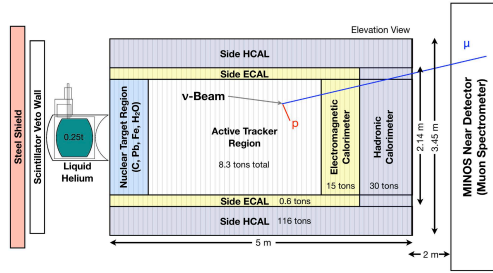 Elevation View
Side HCAL
Side ECAL
Steel Shield
Scintillator Veto Wall
0.25t
Liquid
Helium
Nuclear Target Region
(C, Pb, Fe, H₂O)
ν-Beam
Active Tracker
Region
8.3 tons total
p
μ
Electromagnetic
Calorimeter
15 tons
Hadronic
Calorimeter
30 tons
Side ECAL 0.6 tons
Side HCAL 116 tons
5 m
2 m
2.14 m
3.45 m
MINOS Near Detector
(Muon Spectrometer)